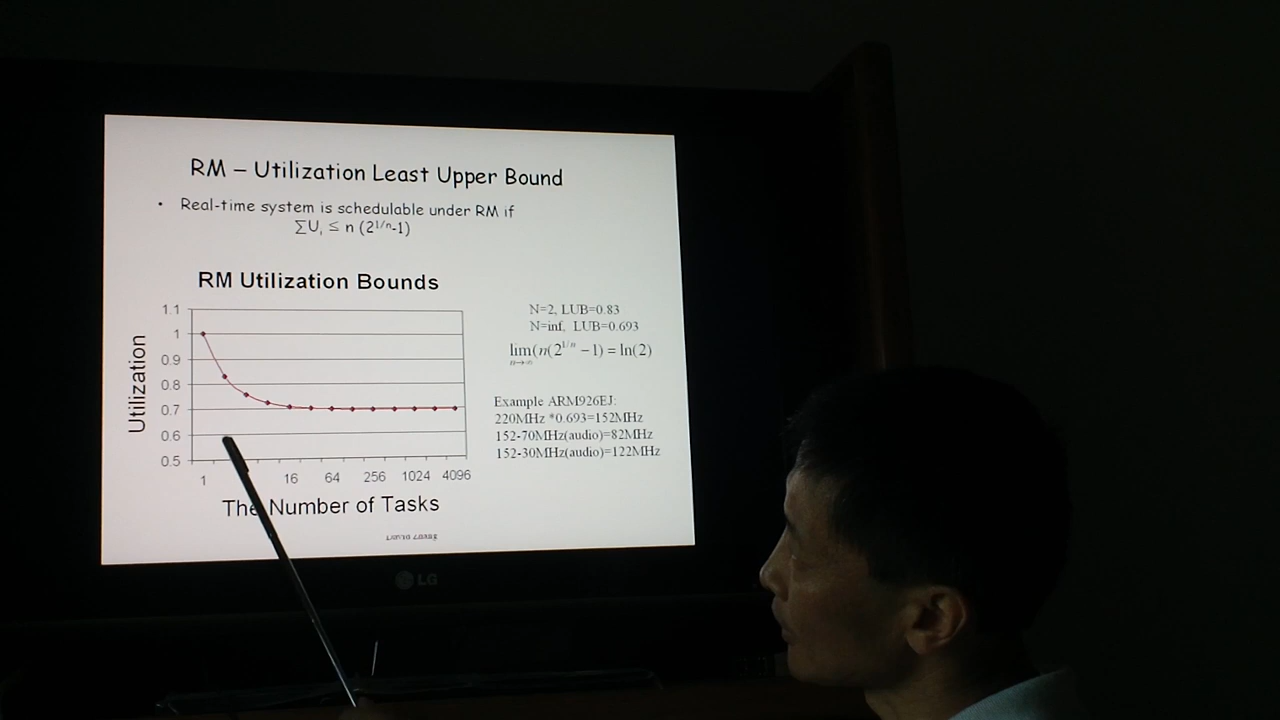 RM – Utilization Least Upper Bound
• Real-time system is schedulable under RM if
∑Uᵢ ≤ n (2^1/n-1)
RM Utilization Bounds
1.1
1
0.9
0.8
0.7
0.6
0.5
Utilization
1 16 64 256 1024 4096
The Number of Tasks
N=2, LUB=0.83
N=inf, LUB=0.693
lim(n(2^1/n − 1) = ln(2)
n→∞
Example ARM926EJ:
220MHz *0.693=152MHz
152-70MHz(audio)=82MHz
152-30MHz(audio)=122MHz
LG